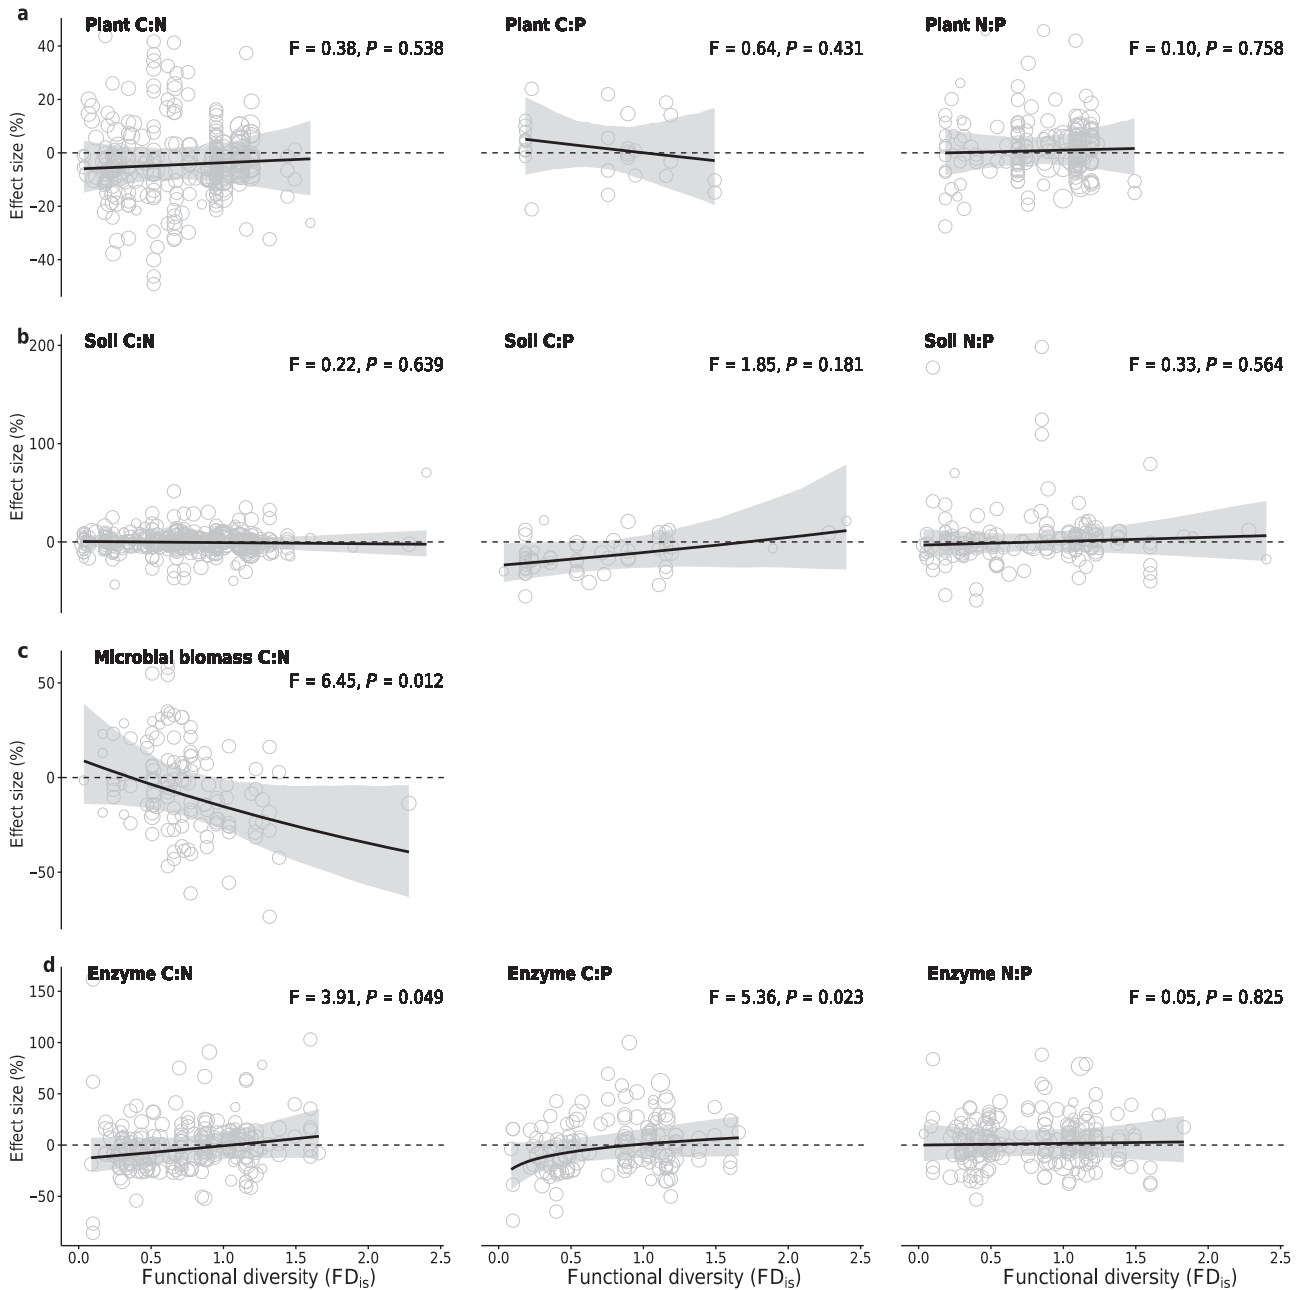 a
Plant C:N
F = 0.38, P = 0.538
Plant C:P
F = 0.64, P = 0.431
Plant N:P
F = 0.10, P = 0.758
Effect size (%)
40
20
0
−20
−40
b
Soil C:N
F = 0.22, P = 0.639
Soil C:P
F = 1.85, P = 0.181
Soil N:P
F = 0.33, P = 0.564
Effect size (%)
200
100
0
c
Microbial biomass C:N
F = 6.45, P = 0.012
Effect size (%)
50
0
−50
d
Enzyme C:N
F = 3.91, P = 0.049
Enzyme C:P
F = 5.36, P = 0.023
Enzyme N:P
F = 0.05, P = 0.825
Effect size (%)
150
100
50
0
−50
0.0 0.5 1.0 1.5 2.0 2.5
0.0 0.5 1.0 1.5 2.0 2.5
0.0 0.5 1.0 1.5 2.0 2.5
Functional diversity (FDis)
Functional diversity (FDis)
Functional diversity (FDis)